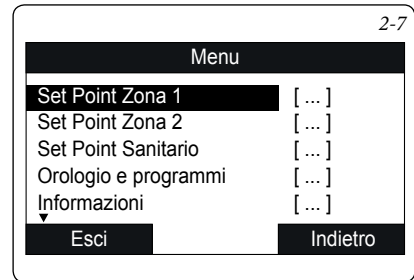 2-7
Menu
Set Point Zona 1 [ ... ]
Set Point Zona 2 [ ... ]
Set Point Sanitario [ ... ]
Orologio e programmi [ ... ]
Informazioni [ ... ]
Esci Indietro